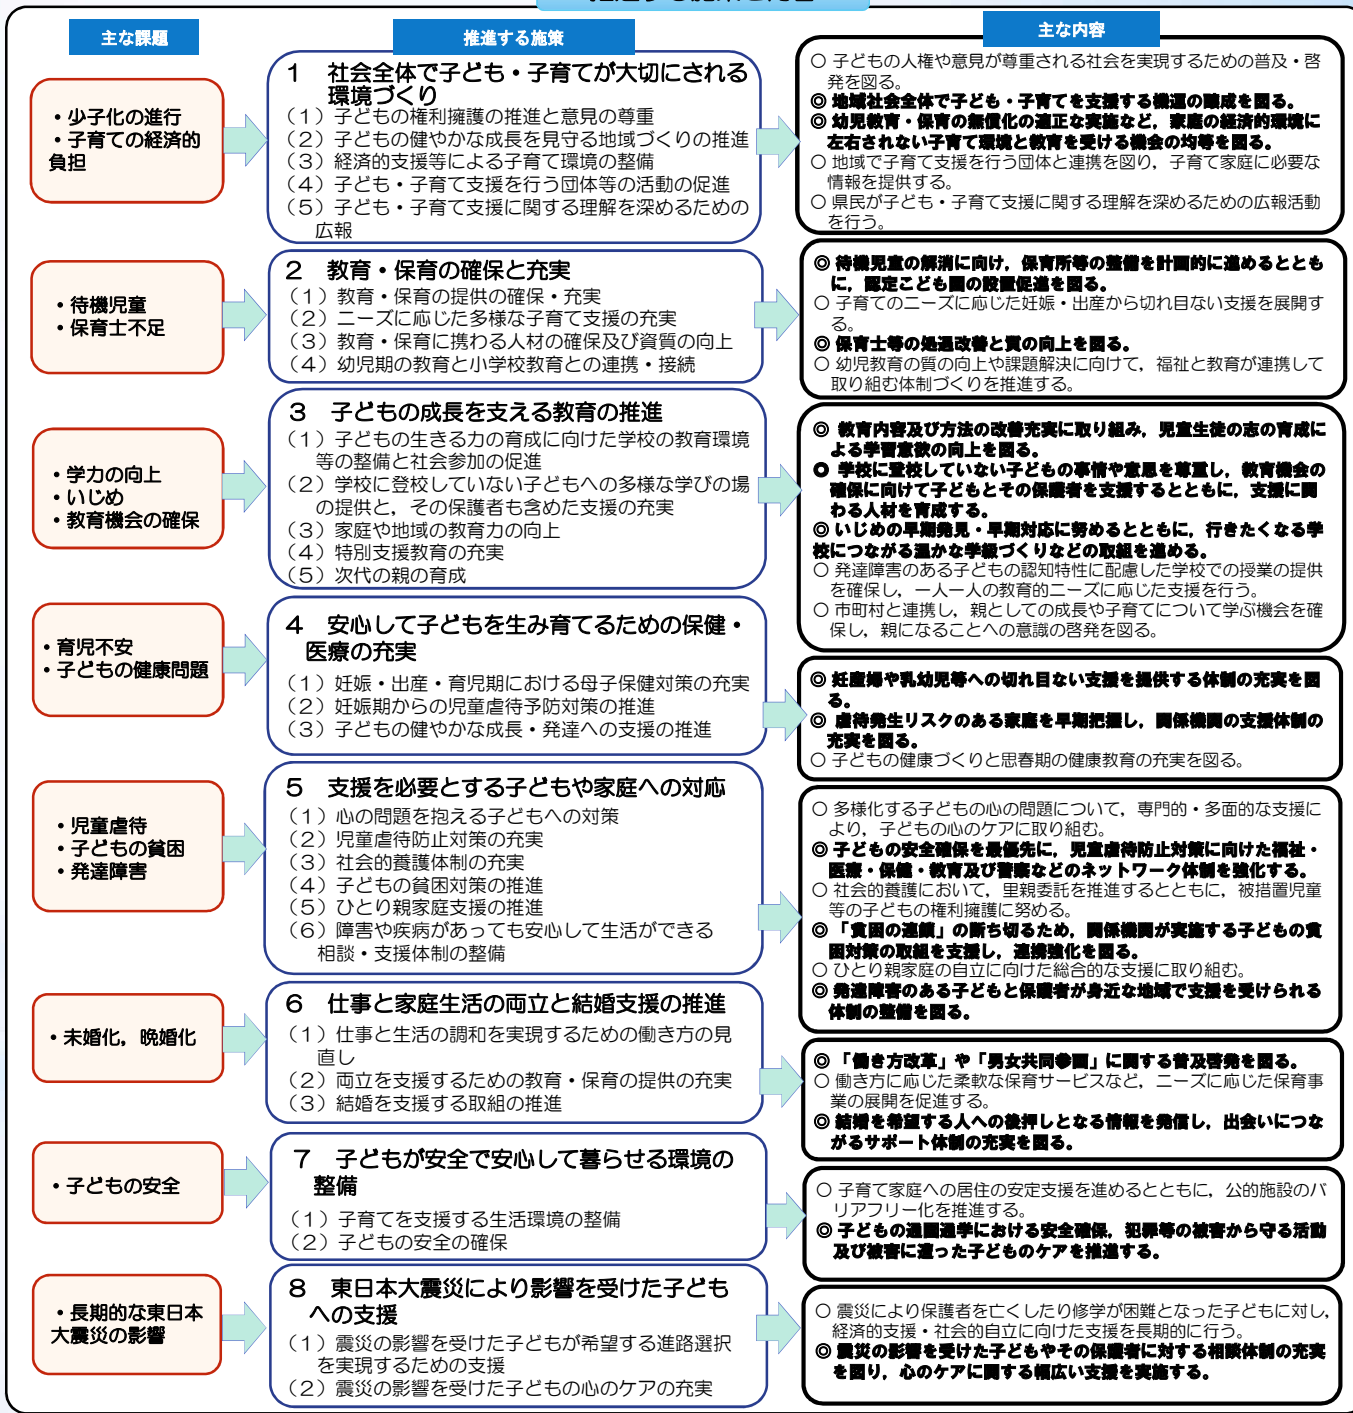 主な課題
推進する施策
主な内容
・少子化の進行
・子育ての経済的
負担
1 社会全体で子ども・子育てが大切にされる
環境づくり
（１）子どもの権利擁護の推進と意見の尊重
（２）子どもの健やかな成長を見守る地域づくりの推進
（３）経済的支援等による子育て環境の整備
（４）子ども・子育て支援を行う団体等の活動の促進
（５）子ども・子育て支援に関する理解を深めるための
広報
○ 子どもの人権や意見が尊重される社会を実現するための普及・啓
発を図る。
◎ 地域社会全体で子ども・子育てを支援する機運の醸成を図る。
◎ 幼児教育・保育の無償化の適正な実施など，家庭の経済的環境に
左右されない子育て環境と教育を受ける機会の均等を図る。
○ 地域で子育て支援を行う団体と連携を図り，子育て家庭に必要な
情報を提供する。
○ 県民が子ども・子育て支援に関する理解を深めるための広報活動
を行う。
・待機児童
・保育士不足
2 教育・保育の確保と充実
（１）教育・保育の提供の確保・充実
（２）ニーズに応じた多様な子育て支援の充実
（３）教育・保育に携わる人材の確保及び資質の向上
（４）幼児期の教育と小学校教育との連携・接続
◎ 待機児童の解消に向け，保育所等の整備を計画的に進めるととも
に，認定こども園の設置促進を図る。
○ 子育てのニーズに応じた妊娠・出産から切れ目ない支援を展開す
る。
◎ 保育士等の処遇改善と質の向上を図る。
○ 幼児教育の質の向上や課題解決に向けて，福祉と教育が連携して
取り組む体制づくりを推進する。
・学力の向上
・いじめ
・教育機会の確保
3 子どもの成長を支える教育の推進
（１）子どもの生きる力の育成に向けた学校の教育環境
等の整備と社会参加の促進
（２）学校に登校していない子どもへの多様な学びの場
の提供と，その保護者も含めた支援の充実
（３）家庭や地域の教育力の向上
（４）特別支援教育の充実
（５）次代の親の育成
◎ 教育内容及び方法の改善充実に取り組み，児童生徒の志の育成に
よる学習意欲の向上を図る。
○ 学校に登校していない子どもの事情や意思を尊重し，教育機会の
確保に向けて子どもとその保護者を支援するとともに，支援に関
わる人材を育成する。
◎ いじめの早期発見・早期対応に努めるとともに，行きたくなる学
校につながる温かな学級づくりなどの取組を進める。
○ 発達障害のある子どもの認知特性に配慮した学校での授業の提供
を確保し，一人一人の教育的ニーズに応じた支援を行う。
○ 市町村と連携し，親としての成長や子育てについて学ぶ機会を確
保し，親になることへの意識の啓発を図る。
・育児不安
・子どもの健康問題
4 安心して子どもを生み育てるための保健・
医療の充実
（１）妊娠・出産・育児期における母子保健対策の充実
（２）妊娠期からの児童虐待予防対策の推進
（３）子どもの健やかな成長・発達への支援の推進
◎ 妊産婦や乳幼児等への切れ目ない支援を提供する体制の充実を図
る。
◎ 虐待発生リスクのある家庭を早期把握し，関係機関の支援体制の
充実を図る。
○ 子どもの健康づくりと思春期の健康教育の充実を図る。
・児童虐待
・子どもの貧困
・発達障害
5 支援を必要とする子どもや家庭への対応
（１）心の問題を抱える子どもへの対策
（２）児童虐待防止対策の充実
（３）社会的養護体制の充実
（４）子どもの貧困対策の推進
（５）ひとり親家庭支援の推進
（６）障害や疾病があっても安心して生活ができる
相談・支援体制の整備
○ 多様化する子どもの心の問題について，専門的・多面的な支援に
より，子どもの心のケアに取り組む。
◎ 子どもの安全確保を最優先に，児童虐待防止対策に向けた福祉・
医療・保健・教育及び警察などのネットワーク体制を強化する。
○ 社会的養護において，里親委託を推進するとともに，被措置児童
等の子どもの権利擁護に努める。
◎ 「貧困の連鎖」の断ち切るため，関係機関が実施する子どもの貧
困対策の取組を支援し，連携強化を図る。
○ ひとり親家庭の自立に向けた総合的な支援に取り組む。
◎ 発達障害のある子どもと保護者が身近な地域で支援を受けられる
体制の整備を図る。
・未婚化，晩婚化
6 仕事と家庭生活の両立と結婚支援の推進
（１）仕事と生活の調和を実現するための働き方の見
直し
（２）両立を支援するための教育・保育の提供の充実
（３）結婚を支援する取組の推進
◎ 「働き方改革」や「男女共同参画」に関する普及啓発を図る。
○ 働き方に応じた柔軟な保育サービスなど，ニーズに応じた保育事
業の展開を促進する。
◎ 結婚を希望する人への後押しとなる情報を発信し，出会いにつな
がるサポート体制の充実を図る。
・子どもの安全
7 子どもが安全で安心して暮らせる環境の
整備
（１）子育てを支援する生活環境の整備
（２）子どもの安全の確保
○ 子育て家庭への居住の安定支援を進めるとともに，公的施設のバ
リアフリー化を推進する。
◎ 子どもの通園通学における安全確保，犯罪等の被害から守る活動
及び被害に遭った子どものケアを推進する。
・長期的な東日本
大震災の影響
8 東日本大震災により影響を受けた子ども
への支援
（１）震災の影響を受けた子どもが希望する進路選択
を実現するための支援
（２）震災の影響を受けた子どもの心のケアの充実
○ 震災により保護者を亡くしたり修学が困難となった子どもに対し，
経済的支援・社会的自立に向けた支援を長期的に行う。
◎ 震災の影響を受けた子どもやその保護者に対する相談体制の充実
を図り，心のケアに関する幅広い支援を実施する。